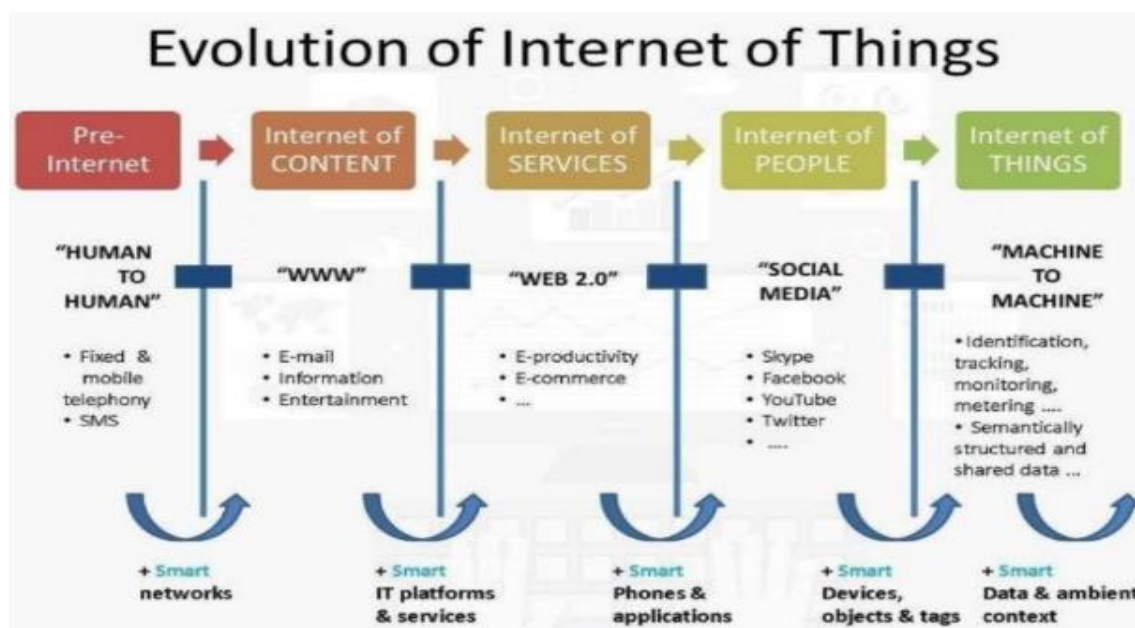 Evolution of Internet of Things
Pre-
Internet
Internet of
CONTENT
Internet of
SERVICES
Internet of
PEOPLE
Internet of
THINGS
“HUMAN
TO
HUMAN”
• Fixed &
mobile
telephony
• SMS
“WWW”
• E-mail
• Information
• Entertainment
“WEB 2.0”
• E-productivity
• E-commerce
• ...
“SOCIAL
MEDIA”
• Skype
• Facebook
• YouTube
• Twitter
• ....
“MACHINE
TO
MACHINE”
• Identification,
tracking,
monitoring,
metering ....
• Semantically
structured and
shared data ...
+ Smart
networks
+ Smart
IT platforms
& services
+ Smart
Phones &
applications
+ Smart
Devices,
objects & tags
+ Smart
Data & ambient
context